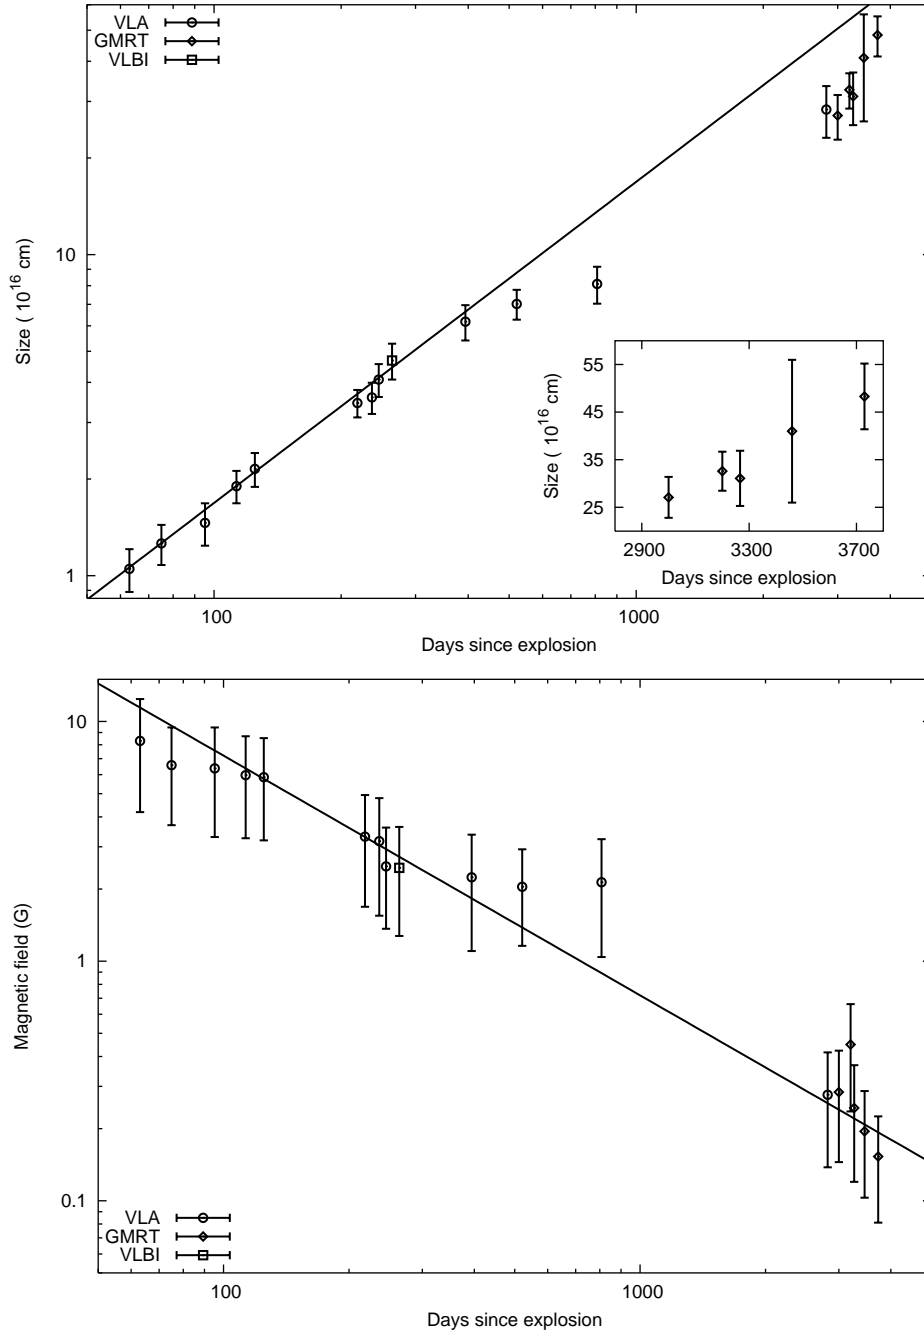 VLA
GMRT
VLBI
10
1
Size ( 10^16 cm)
100
1000
Days since explosion
55
45
35
25
Size ( 10^16 cm)
2900
3300
3700
Days since explosion
10
1
0.1
Magnetic field (G)
VLA
GMRT
VLBI
100
1000
Days since explosion